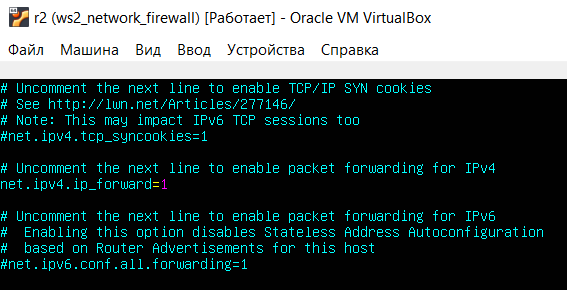 r2 (ws2_network_firewall) [Работает] - Oracle VM VirtualBox
Файл Машина Вид Ввод Устройства Справка
# Uncomment the next line to enable TCP/IP SYN cookies
# See http://lwn.net/Articles/277146/
# Note: This may impact IPv6 TCP sessions too
#net.ipv4.tcp_syncookies=1
# Uncomment the next line to enable packet forwarding for IPv4
net.ipv4.ip_forward=1
# Uncomment the next line to enable packet forwarding for IPv6
#  Enabling this option disables Stateless Address Autoconfiguration
#  based on Router Advertisements for this host
#net.ipv6.conf.all.forwarding=1